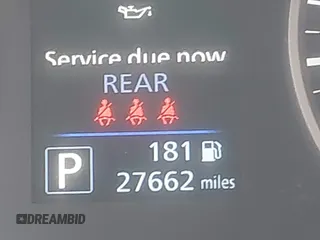 Service due now
REAR
181
P
27662 miles
DREAMBID